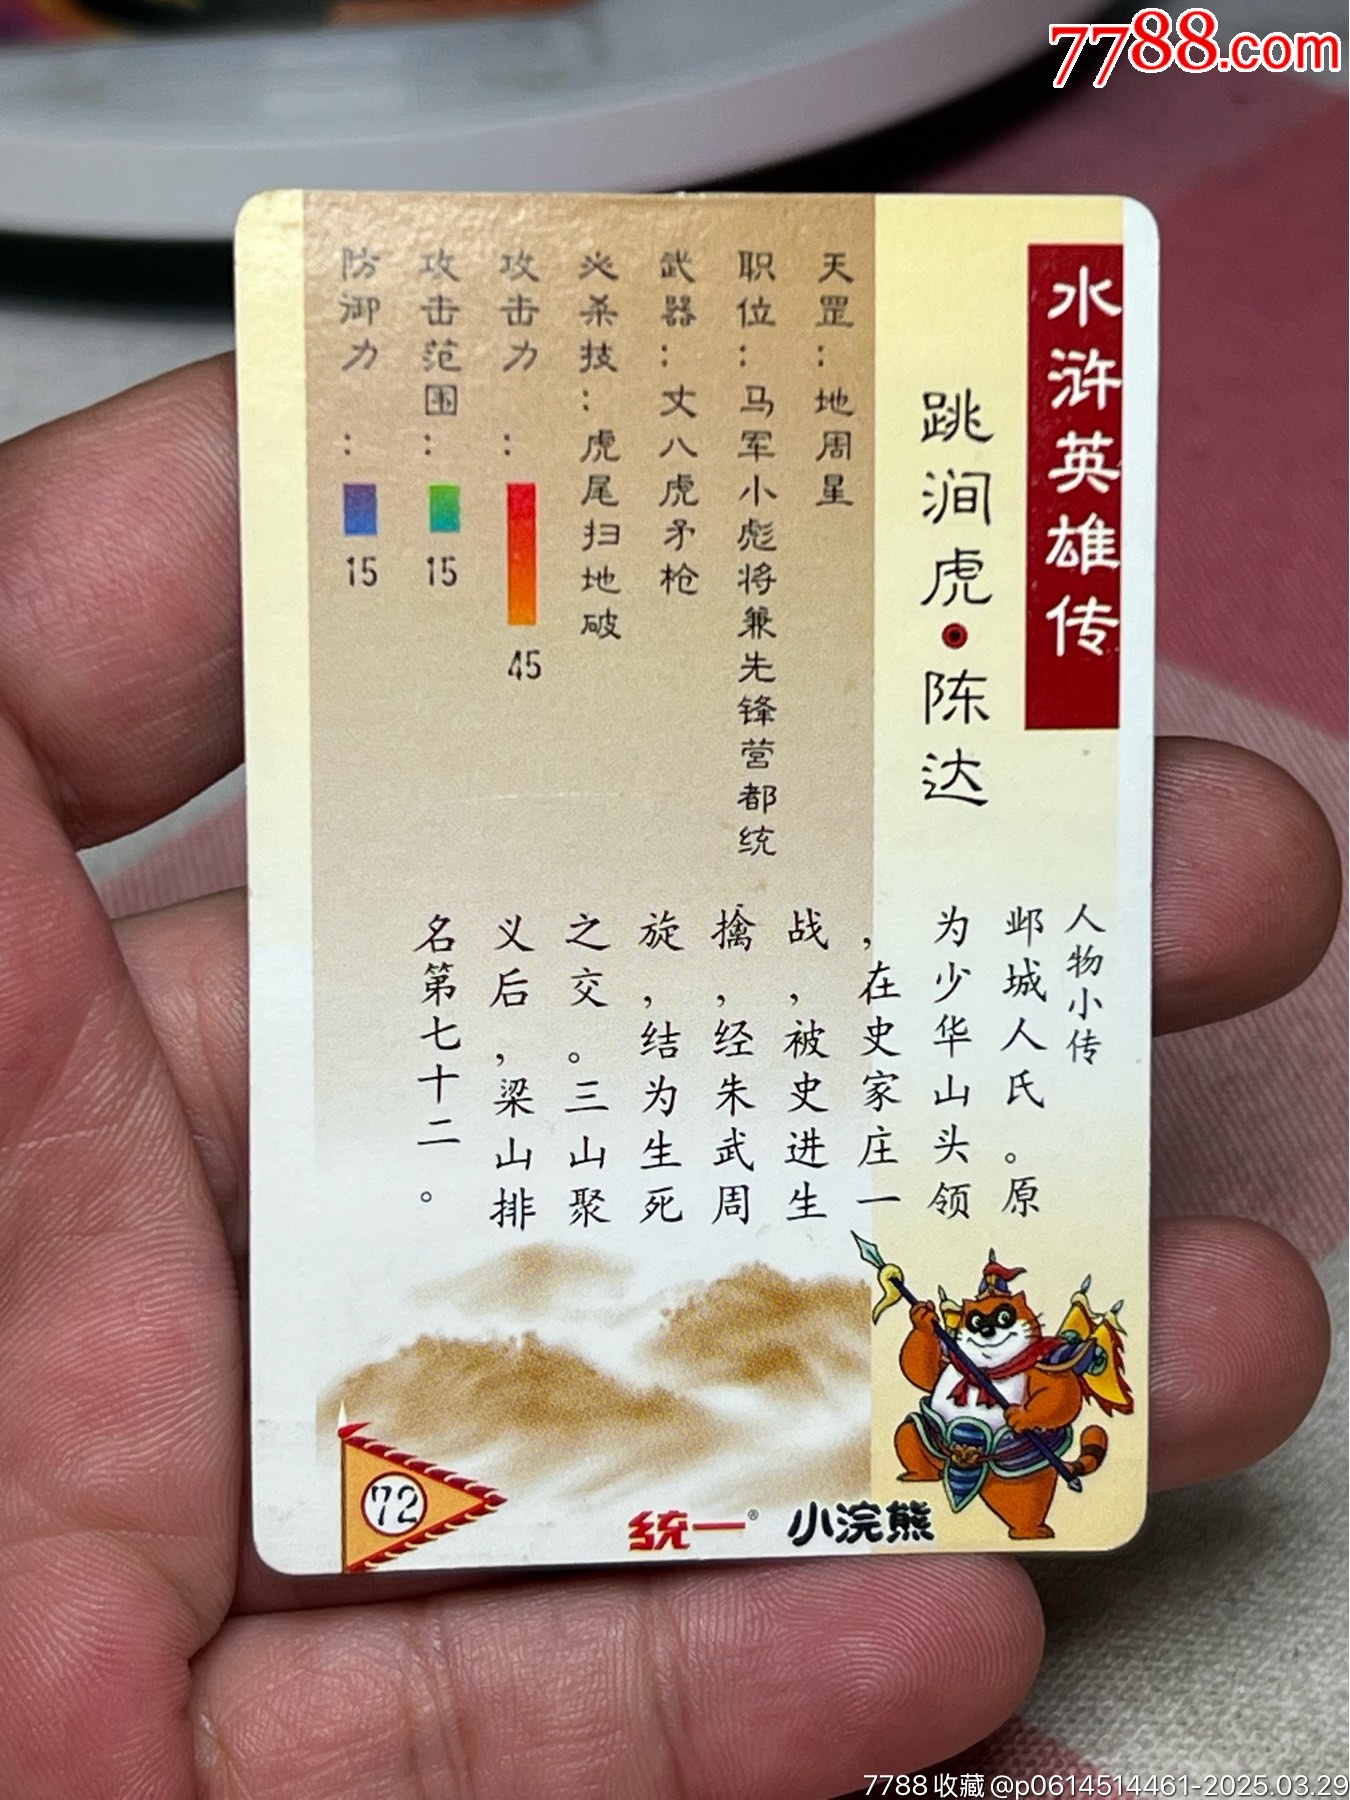 7788.com
水浒英雄传
跳涧虎•陈达
天罡:地周星
职位:马军小彪将兼先锋营都统
武器:丈八虎矛枪
必杀技:虎尾扫地破
攻击力:45
攻击范围:15
防御力:15
人物小传
邺城人氏。原
为少华山头领
,在史家庄一
战,被史进生
擒,经朱武周
旋,结为生死
之交。三山聚
义后,梁山排
名第七十二。
72
统一® 小浣熊
7788收藏@p0614514461-2025.03.29